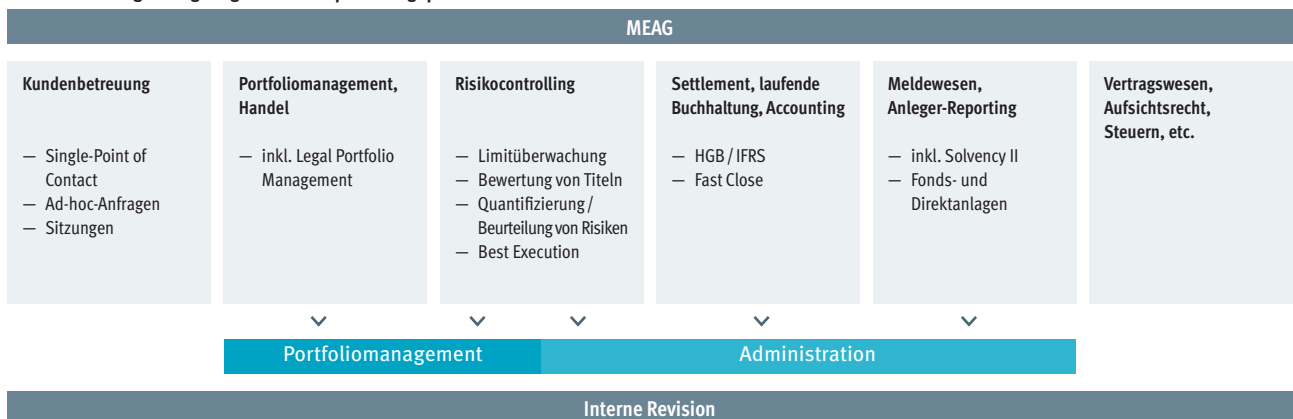 MEAG
Kundenbetreuung
— Single-Point of
Contact
— Ad-hoc-Anfragen
— Sitzungen
Portfoliomanagement,
Handel
— inkl. Legal Portfolio
Management
Risikocontrolling
— Limitüberwachung
— Bewertung von Titeln
— Quantifizierung /
Beurteilung von Risiken
— Best Execution
Settlement, laufende
Buchhaltung, Accounting
— HGB / IFRS
— Fast Close
Meldewesen,
Anleger-Reporting
— inkl. Solvency II
— Fonds- und
Direktanlagen
Vertragswesen,
Aufsichtsrecht,
Steuern, etc.
Portfoliomanagement
Administration
Interne Revision